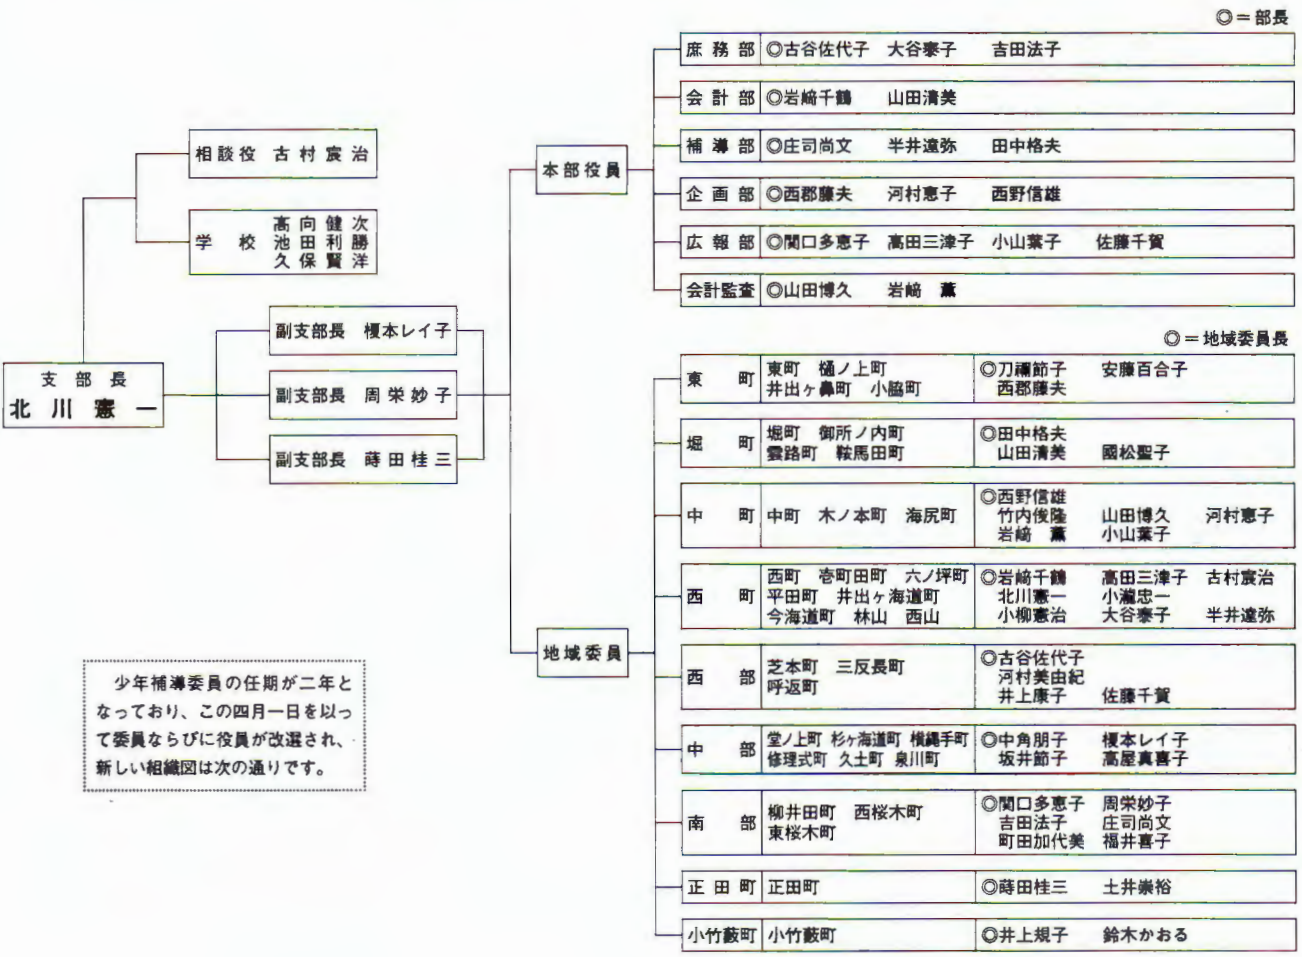 ◎＝部長
庶務部 ◎古谷佐代子 大谷泰子 吉田法子
会計部 ◎岩﨑千鶴 山田清美
補導部 ◎庄司尚文 半井達弥 田中格夫
企画部 ◎西郡藤夫 河村恵子 西野信雄
広報部 ◎関口多恵子 高田三津子 小山葉子 佐藤千賀
会計監査 ◎山田博久 岩﨑 薫
本部役員
相談役 古村宸治
学校 高向健次
池田利勝
久保賢洋
副支部長 榎本レイ子
副支部長 周栄妙子
副支部長 蒔田桂三
支部長
北川憲一
◎＝地域委員長
地域委員
東町 東町 樋ノ上町 ◎刀禰節子 安藤百合子
井出ヶ鼻町 小脇町 西郡藤夫
堀町 堀町 御所ノ内町 ◎田中格夫
雲路町 鞍馬田町 山田清美 國松聖子
中町 中町 木ノ本町 海尻町 ◎西野信雄
竹内俊隆 山田博久 河村恵子
岩﨑 薫 小山葉子
西町 西町 壱町田町 六ノ坪町 ◎岩﨑千鶴 高田三津子 古村宸治
平田町 井出ヶ海道町 北川憲一 小瀧忠一
今海道町 林山 西山 小柳憲治 大谷泰子 半井達弥
西部 芝本町 三反長町 ◎古谷佐代子
呼返町 河村美由紀
井上康子 佐藤千賀
中部 堂ノ上町 杉ヶ海道町 横縄手町 ◎中角朋子 榎本レイ子
修理式町 久土町 泉川町 坂井節子 高屋真喜子
南部 柳井田町 西桜木町 ◎関口多恵子 周栄妙子
東桜木町 吉田法子 庄司尚文
町田加代美 福井喜子
正田町 正田町 ◎蒔田桂三 土井崇裕
小竹藪町 小竹藪町 ◎井上規子 鈴木かおる
少年補導委員の任期が二年と
なっており、この四月一日を以っ
て委員ならびに役員が改選され、
新しい組織図は次の通りです。